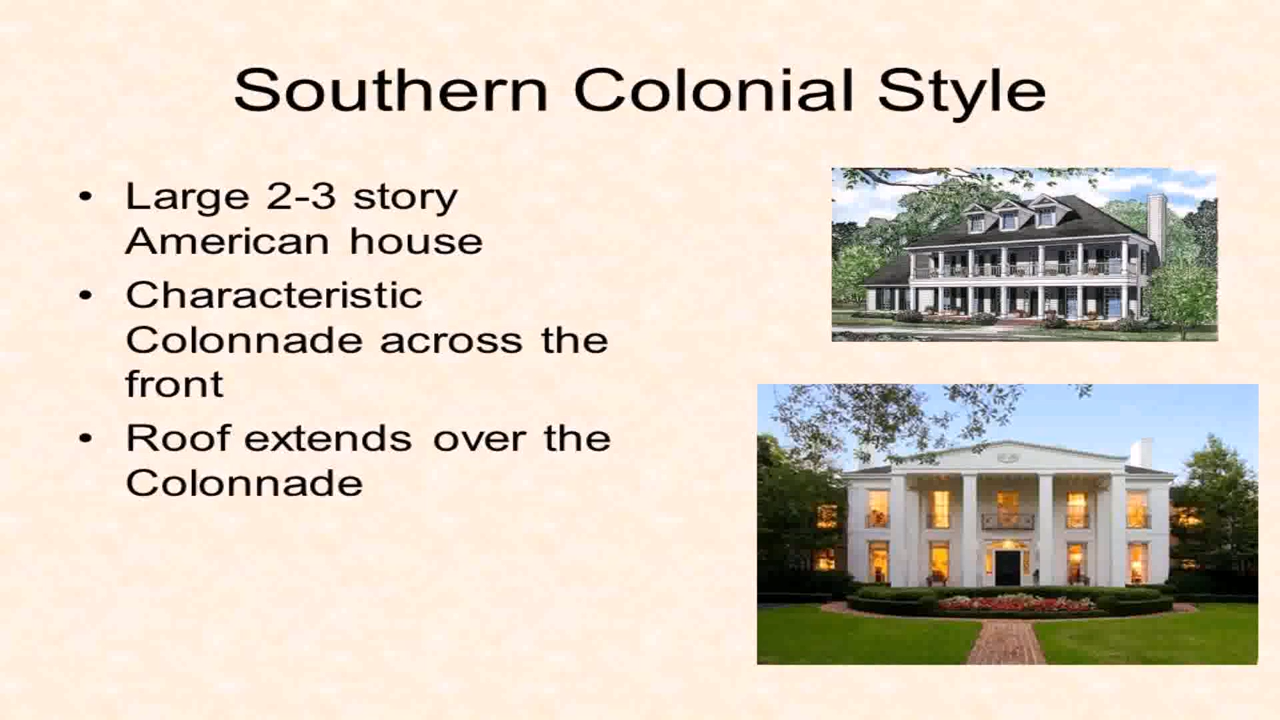 Southern Colonial Style
• Large 2-3 story
American house
• Characteristic
Colonnade across the
front
• Roof extends over the
Colonnade